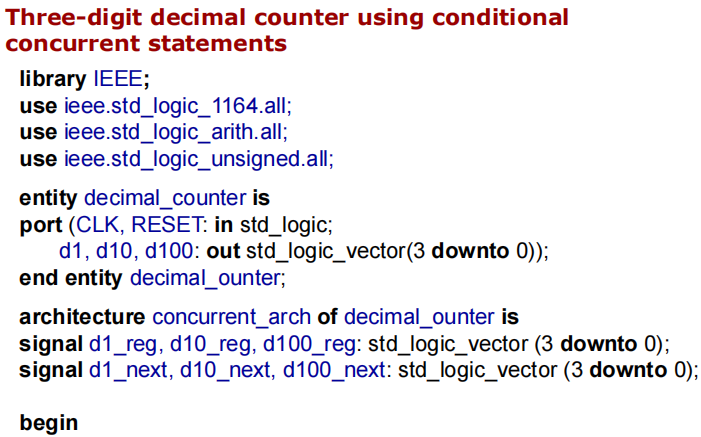 Three-digit decimal counter using conditional
concurrent statements
library IEEE;
use ieee.std_logic_1164.all;
use ieee.std_logic_arith.all;
use ieee.std_logic_unsigned.all;
entity decimal_counter is
port (CLK, RESET: in std_logic;
d1, d10, d100: out std_logic_vector(3 downto 0));
end entity decimal_ounter;
architecture concurrent_arch of decimal_ounter is
signal d1_reg, d10_reg, d100_reg: std_logic_vector (3 downto 0);
signal d1_next, d10_next, d100_next: std_logic_vector (3 downto 0);
begin